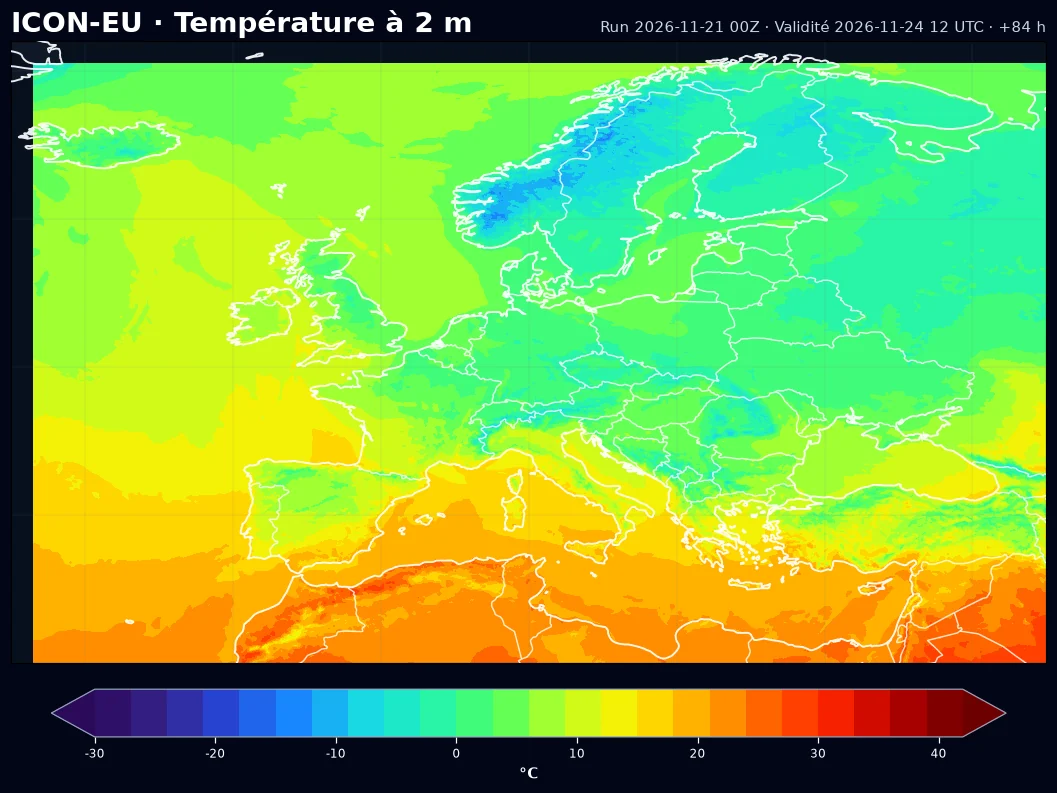 ICON-EU · Température à 2 m
Run 2026-11-21 00Z · Validité 2026-11-24 12 UTC · +84 h
-30 -20 -10 0 10 20 30 40
°C